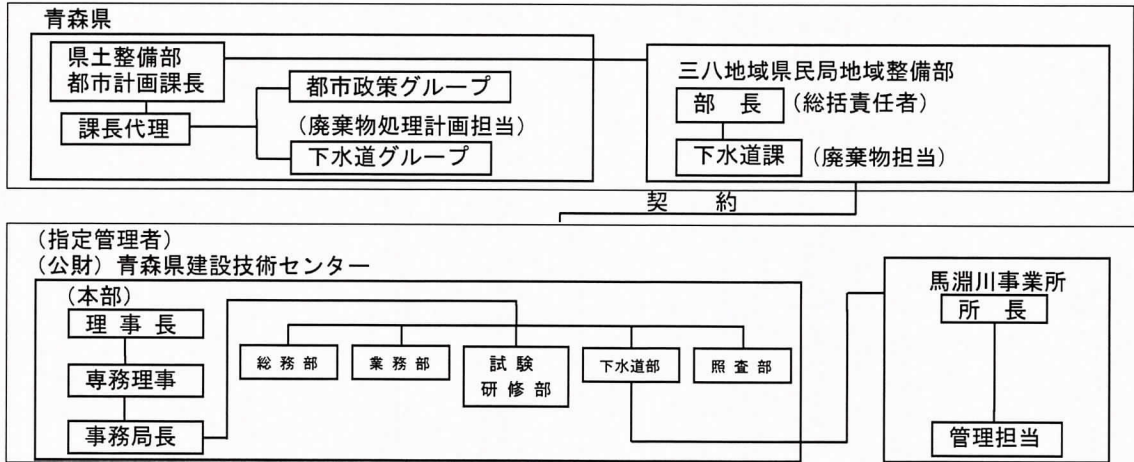 青森県
県土整備部
都市計画課長
課長代理
都市政策グループ
(廃棄物処理計画担当)
下水道グループ
三八地域県民局地域整備部
部 長 (総括責任者)
下水道課 (廃棄物担当)
契 約
(指定管理者)
(公財) 青森県建設技術センター
(本部)
理 事 長
専務理事
事務局長
総 務 部
業 務 部
試 験
研 修 部
下水道部
照 査 部
馬淵川事業所
所 長
管理担当